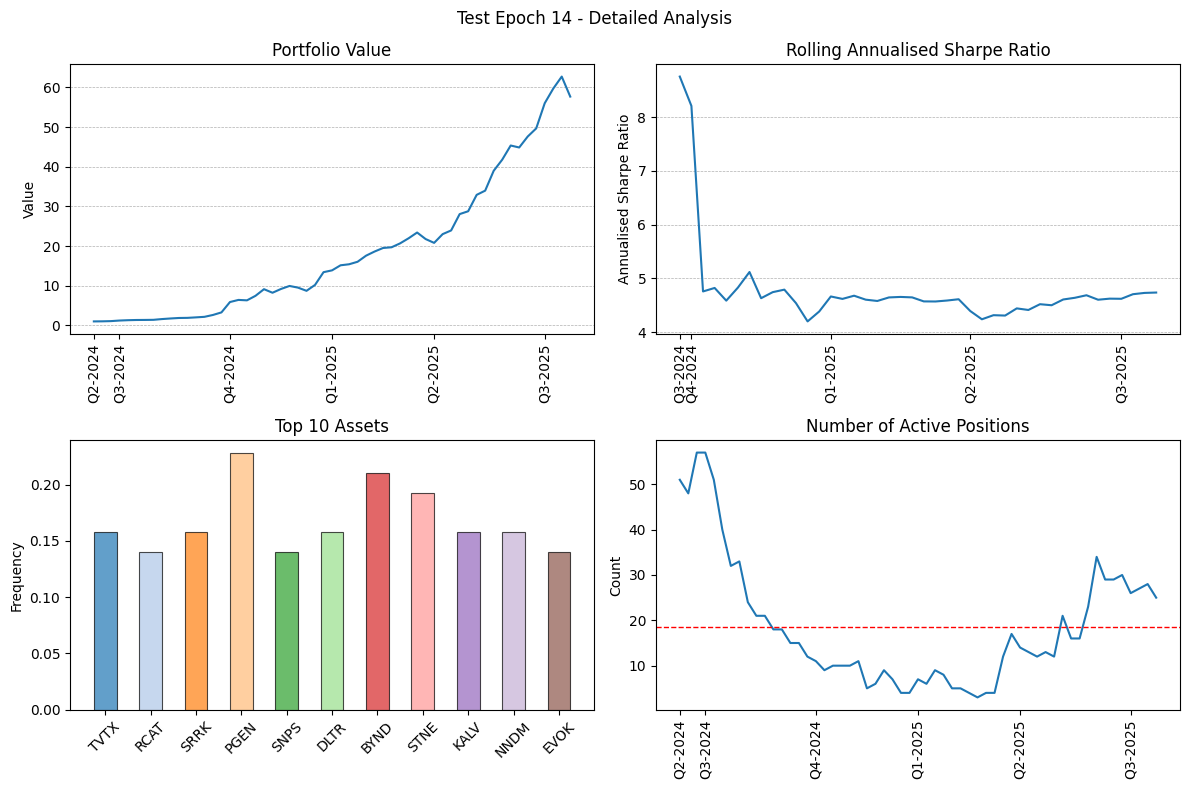 Test Epoch 14 - Detailed Analysis
Portfolio Value
Value
60
50
40
30
20
10
0
Q2-2024
Q3-2024
Q4-2024
Q1-2025
Q2-2025
Q3-2025
Rolling Annualised Sharpe Ratio
Annualised Sharpe Ratio
8
7
6
5
4
Q3-2024
Q4-2024
Q1-2025
Q2-2025
Q3-2025
Top 10 Assets
Frequency
0.20
0.15
0.10
0.05
0.00
TVTX
RCAT
SRRK
PGEN
SNPS
DLTR
BYND
STNE
KALV
NNDM
EVOK
Number of Active Positions
Count
50
40
30
20
10
Q2-2024
Q3-2024
Q4-2024
Q1-2025
Q2-2025
Q3-2025